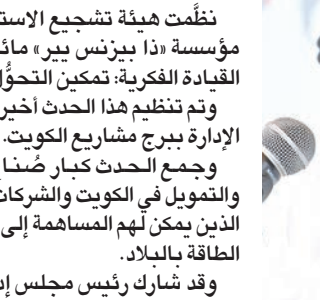 نظَّمت هيئة تشجيع الاست
مؤسسة «ذا بيزنس يير» مائ
القيادة الفكرية: تمكين التحوُّل
وتم تنظيم هذا الحدث أخير
الإدارة ببرج مشاريع الكويت.
وجمع الحدث كبار صُنا
والتمويل في الكويت والشركات
الذين يمكن لهم المساهمة إلى
الطاقة بالبلاد.
وقد شارك رئيس مجلس إد